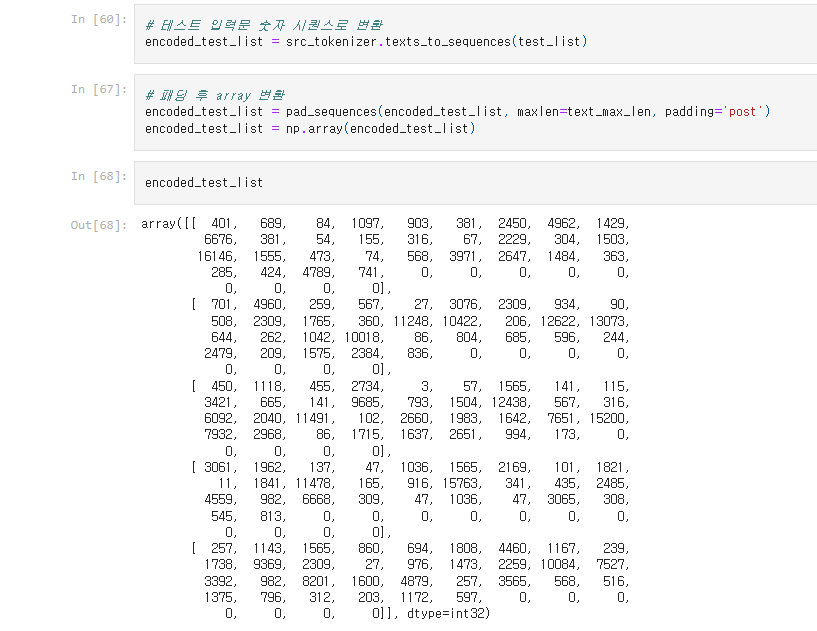 In [60]:
# 테스트 입력문 숫자 시퀀스로 변환
encoded_test_list = src_tokenizer.texts_to_sequences(test_list)
In [67]:
# 패딩 후 array 변환
encoded_test_list = pad_sequences(encoded_test_list, maxlen=text_max_len, padding='post')
encoded_test_list = np.array(encoded_test_list)
In [68]:
encoded_test_list
Out[68]:
array([[ 401, 689, 84, 1097, 903, 381, 2450, 4962, 1429,
6676, 381, 54, 155, 316, 67, 2229, 304, 1503,
16146, 1555, 473, 74, 568, 3971, 2647, 1484, 363,
285, 424, 4789, 741, 0, 0, 0, 0, 0,
0, 0, 0, 0],
[ 701, 4960, 259, 567, 27, 3076, 2309, 934, 90,
508, 2309, 1765, 360, 11248, 10422, 206, 12622, 13073,
644, 262, 1042, 10018, 86, 804, 685, 596, 244,
2479, 209, 1575, 2384, 836, 0, 0, 0, 0,
0, 0, 0, 0],
[ 450, 1118, 455, 2734, 3, 57, 1565, 141, 115,
3421, 665, 141, 9685, 793, 1504, 12438, 567, 316,
6092, 2040, 11491, 102, 2660, 1983, 1642, 7651, 15200,
7932, 2968, 86, 1715, 1637, 2651, 994, 173, 0,
0, 0, 0, 0],
[ 3061, 1962, 137, 47, 1036, 1565, 2169, 101, 1821,
11, 1841, 11478, 165, 916, 15763, 341, 435, 2485,
4559, 982, 6668, 309, 47, 1036, 47, 3065, 308,
545, 813, 0, 0, 0, 0, 0, 0, 0,
0, 0, 0, 0],
[ 257, 1143, 1565, 860, 694, 1808, 4460, 1167, 239,
1738, 9369, 2309, 27, 976, 1473, 2259, 10084, 7527,
3392, 982, 8201, 1600, 4879, 257, 3565, 568, 516,
1375, 796, 312, 203, 1172, 597, 0, 0, 0,
0, 0, 0, 0]], dtype=int32)